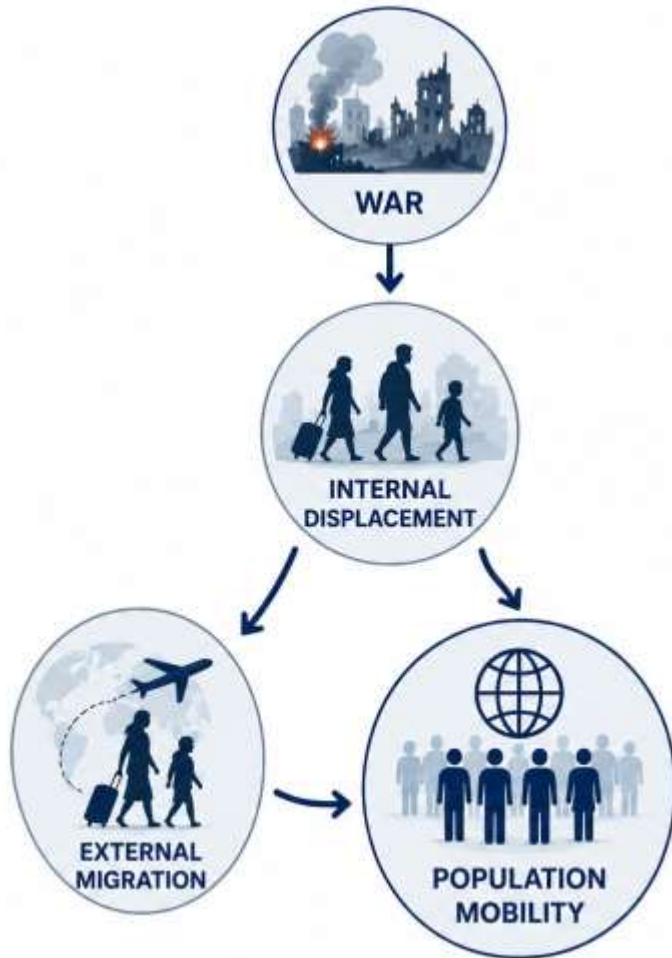 WAR
INTERNAL
DISPLACEMENT
EXTERNAL
MIGRATION
POPULATION
MOBILITY